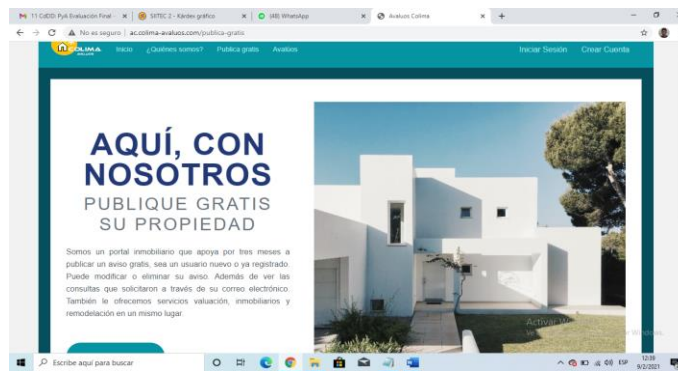 11 CdDD: PyA Evaluación Final -
SIITEC 2 - Kárdex gráfico
(48) WhatsApp
Avaluos Colima
No es seguro | ac.colima-avaluos.com/publica-gratis
COLIMA
Inicio
¿Quiénes somos?
Publica gratis
Avalúos
Iniciar Sesión
Crear Cuenta
AQUÍ, CON
NOSOTROS
PUBLIQUE GRATIS
SU PROPIEDAD
Somos un portal inmobiliario que apoya por tres meses a
publicar un aviso gratis, sea un usuario nuevo o ya registrado.
Puede modificar o eliminar su aviso. Además de ver las
consultas que solicitaron a través de su correo electrónico.
También le ofrecemos servicios valuación, inmobiliarios y
remodelación en un mismo lugar.
Activar
Escribe aquí para buscar
ESP
12:39
9/2/2021